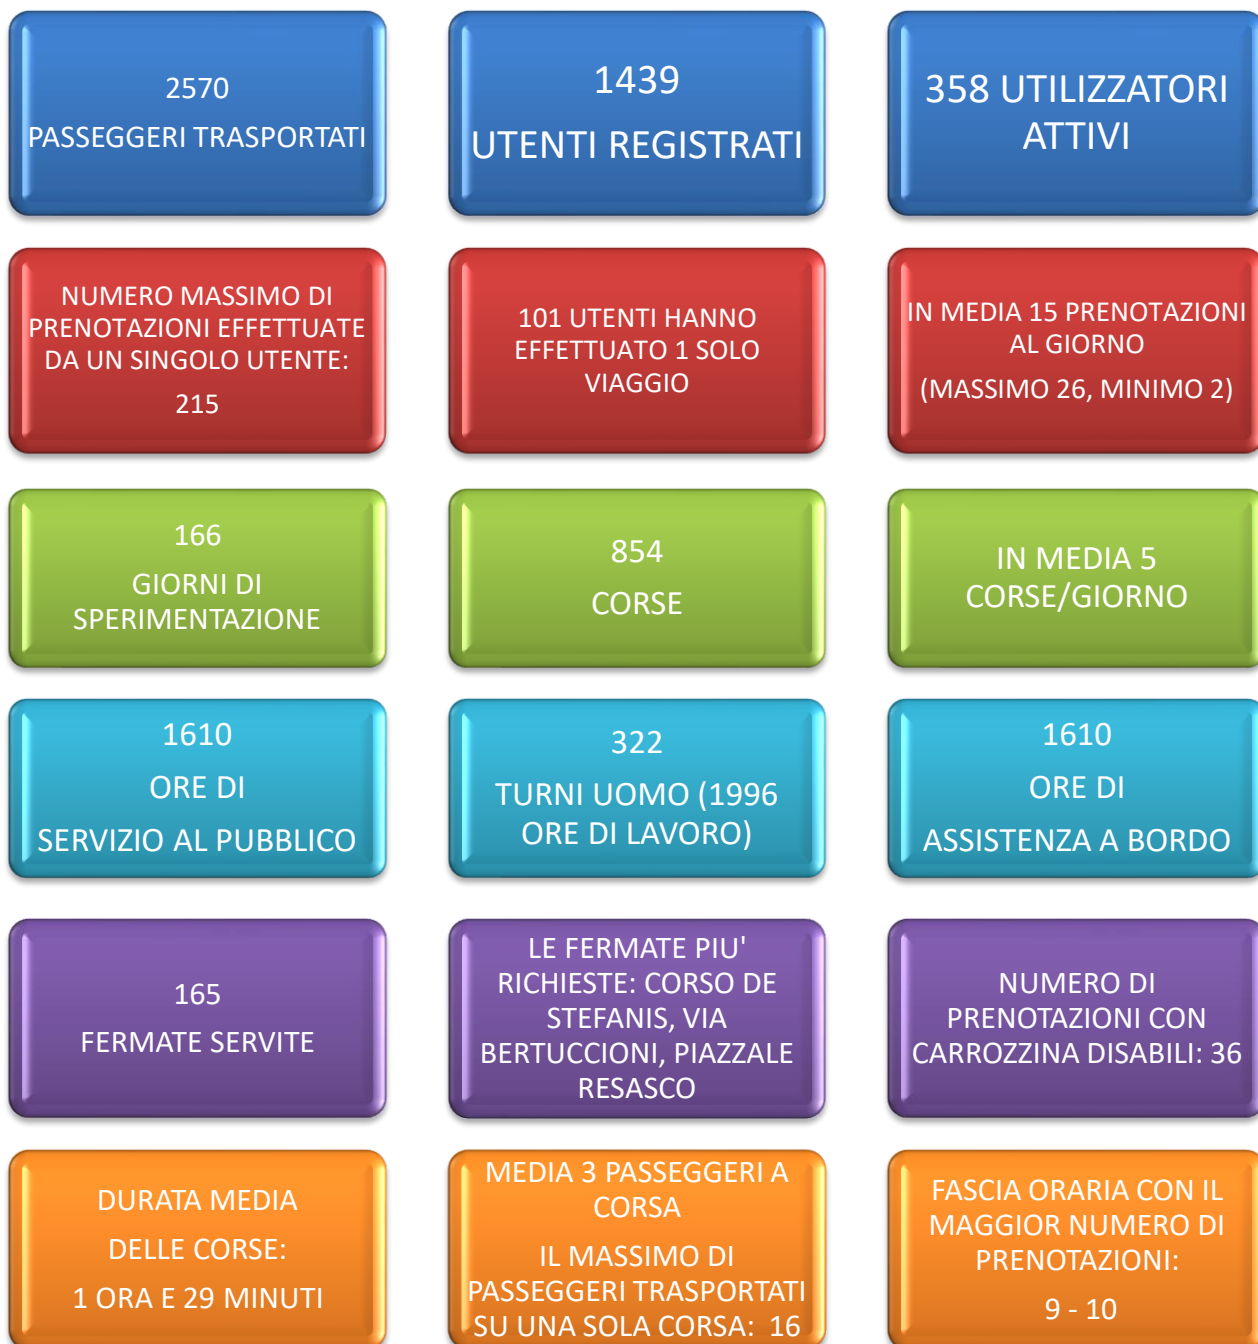 2570
PASSEGGERI TRASPORTATI
1439
UTENTI REGISTRATI
358 UTILIZZATORI
ATTIVI
NUMERO MASSIMO DI
PRENOTAZIONI EFFETTUATE
DA UN SINGOLO UTENTE:
215
101 UTENTI HANNO
EFFETTUATO 1 SOLO
VIAGGIO
IN MEDIA 15 PRENOTAZIONI
AL GIORNO
(MASSIMO 26, MINIMO 2)
166
GIORNI DI
SPERIMENTAZIONE
854
CORSE
IN MEDIA 5
CORSE/GIORNO
1610
ORE DI
SERVIZIO AL PUBBLICO
322
TURNI UOMO (1996
ORE DI LAVORO)
1610
ORE DI
ASSISTENZA A BORDO
165
FERMATE SERVITE
LE FERMATE PIU'
RICHIESTE: CORSO DE
STEFANIS, VIA
BERTUCCIONI, PIAZZALE
RESASCO
NUMERO DI
PRENOTAZIONI CON
CARROZZINA DISABILI: 36
DURATA MEDIA
DELLE CORSE:
1 ORA E 29 MINUTI
MEDIA 3 PASSEGGERI A
CORSA
IL MASSIMO DI
PASSEGGERI TRASPORTATI
SU UNA SOLA CORSA: 16
FASCIA ORARIA CON IL
MAGGIOR NUMERO DI
PRENOTAZIONI:
9 - 10